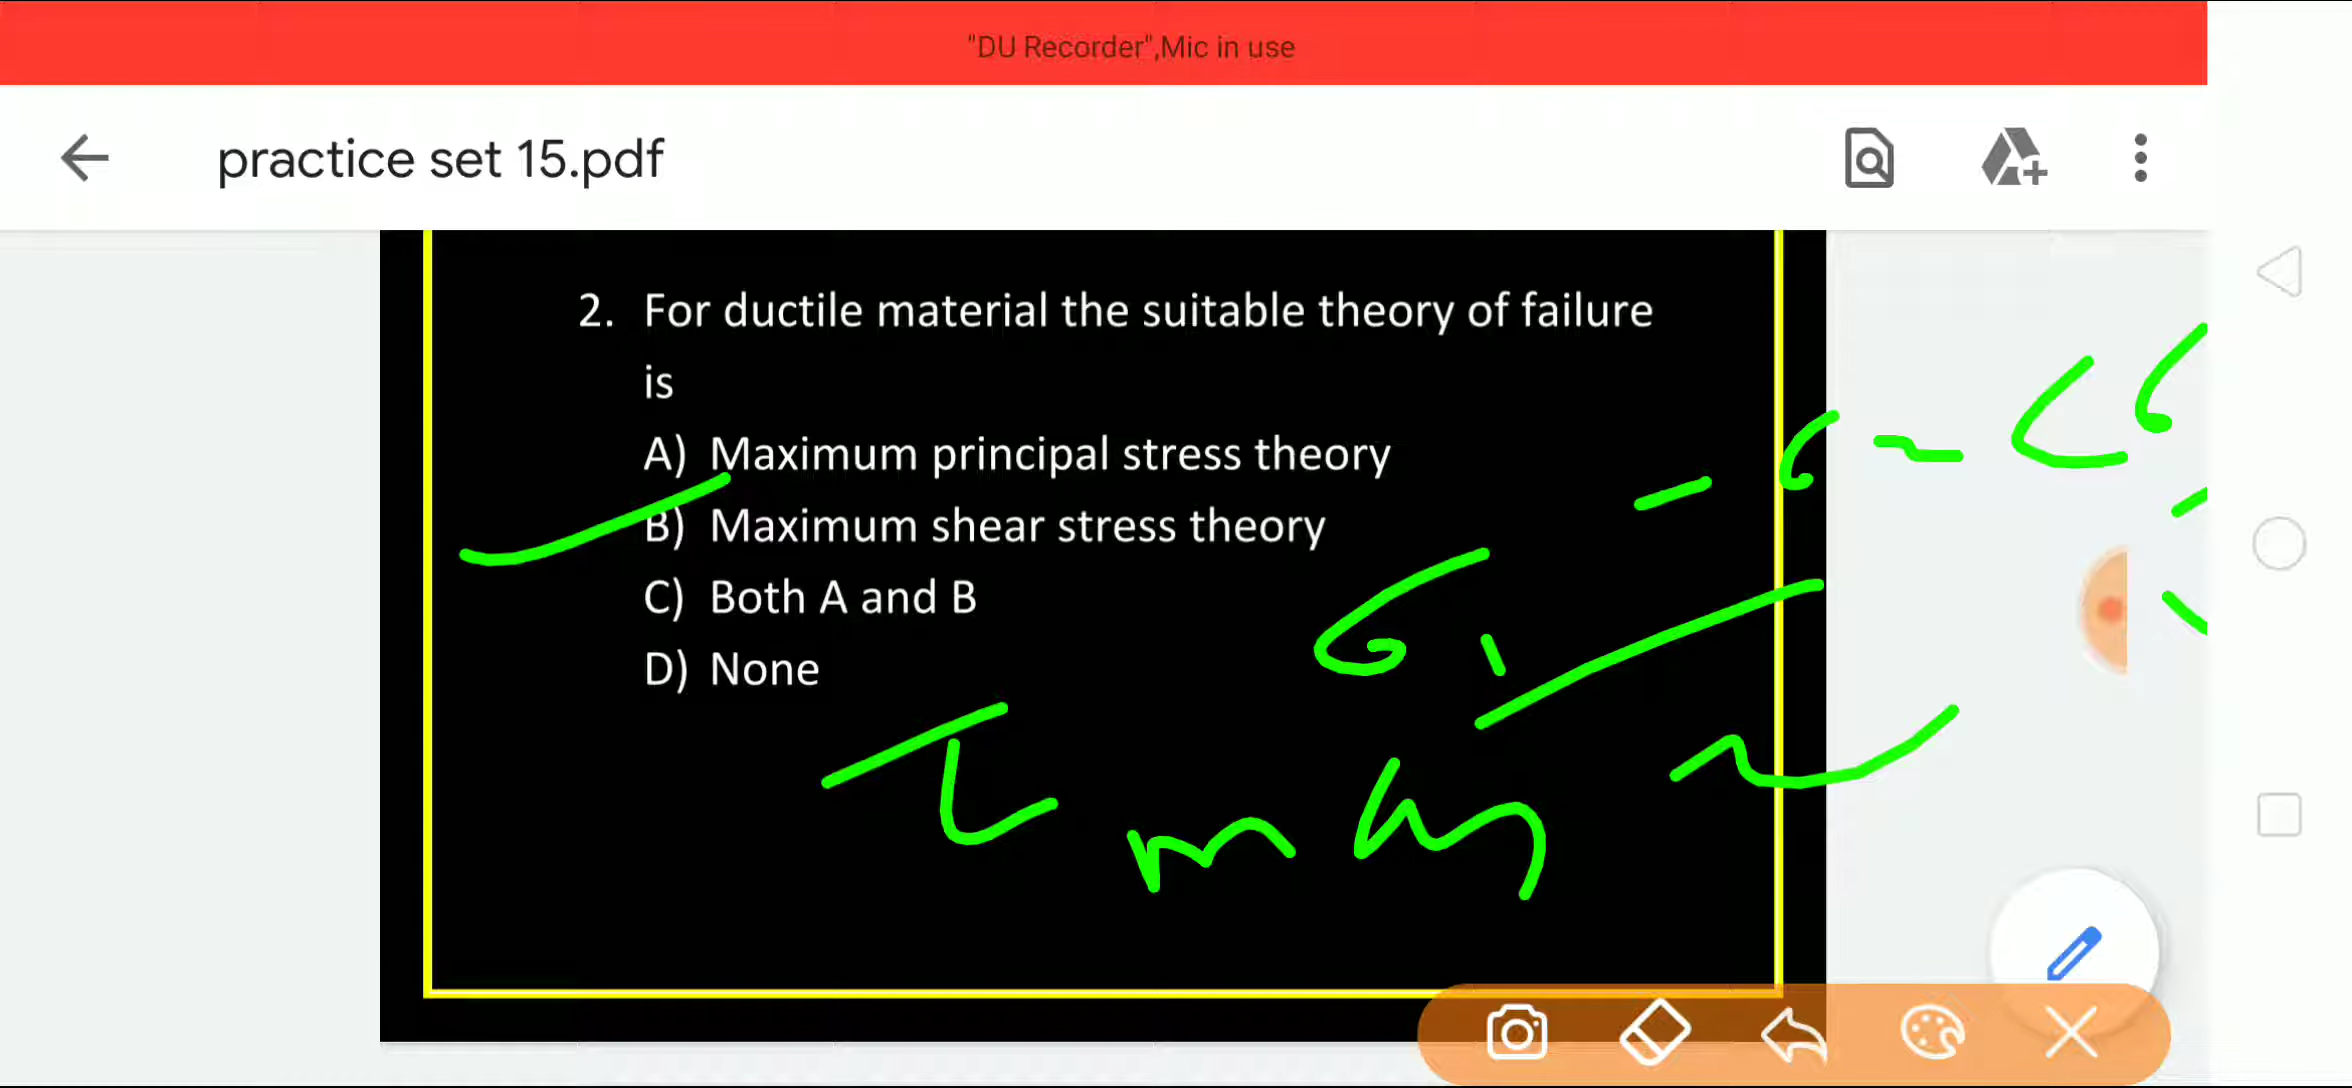 "DU Recorder",Mic in use
practice set 15.pdf
2. For ductile material the suitable theory of failure
is
A) Maximum principal stress theory
B) Maximum shear stress theory
C) Both A and B
D) None